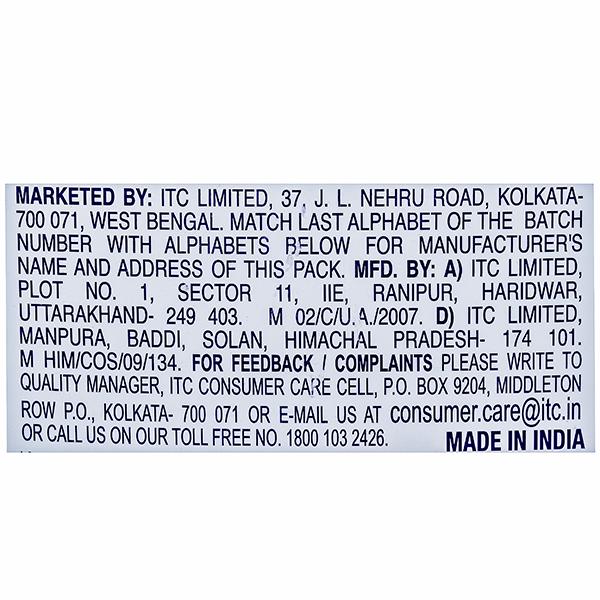 MARKETED BY: ITC LIMITED, 37, J. L. NEHRU ROAD, KOLKATA-
700 071, WEST BENGAL. MATCH LAST ALPHABET OF THE BATCH
NUMBER WITH ALPHABETS BELOW FOR MANUFACTURER'S
NAME AND ADDRESS OF THIS PACK. MFD. BY: A) ITC LIMITED,
PLOT NO. 1, SECTOR 11, IIE, RANIPUR, HARIDWAR,
UTTARAKHAND- 249 403. M 02/C/U.A./2007. D) ITC LIMITED,
MANPURA, BADDI, SOLAN, HIMACHAL PRADESH- 174 101.
M HIM/COS/09/134. FOR FEEDBACK / COMPLAINTS PLEASE WRITE TO
QUALITY MANAGER, ITC CONSUMER CARE CELL, P.O. BOX 9204, MIDDLETON
ROW P.O., KOLKATA- 700 071 OR E-MAIL US AT consumer.care@itc.in
OR CALL US ON OUR TOLL FREE NO. 1800 103 2426. MADE IN INDIA